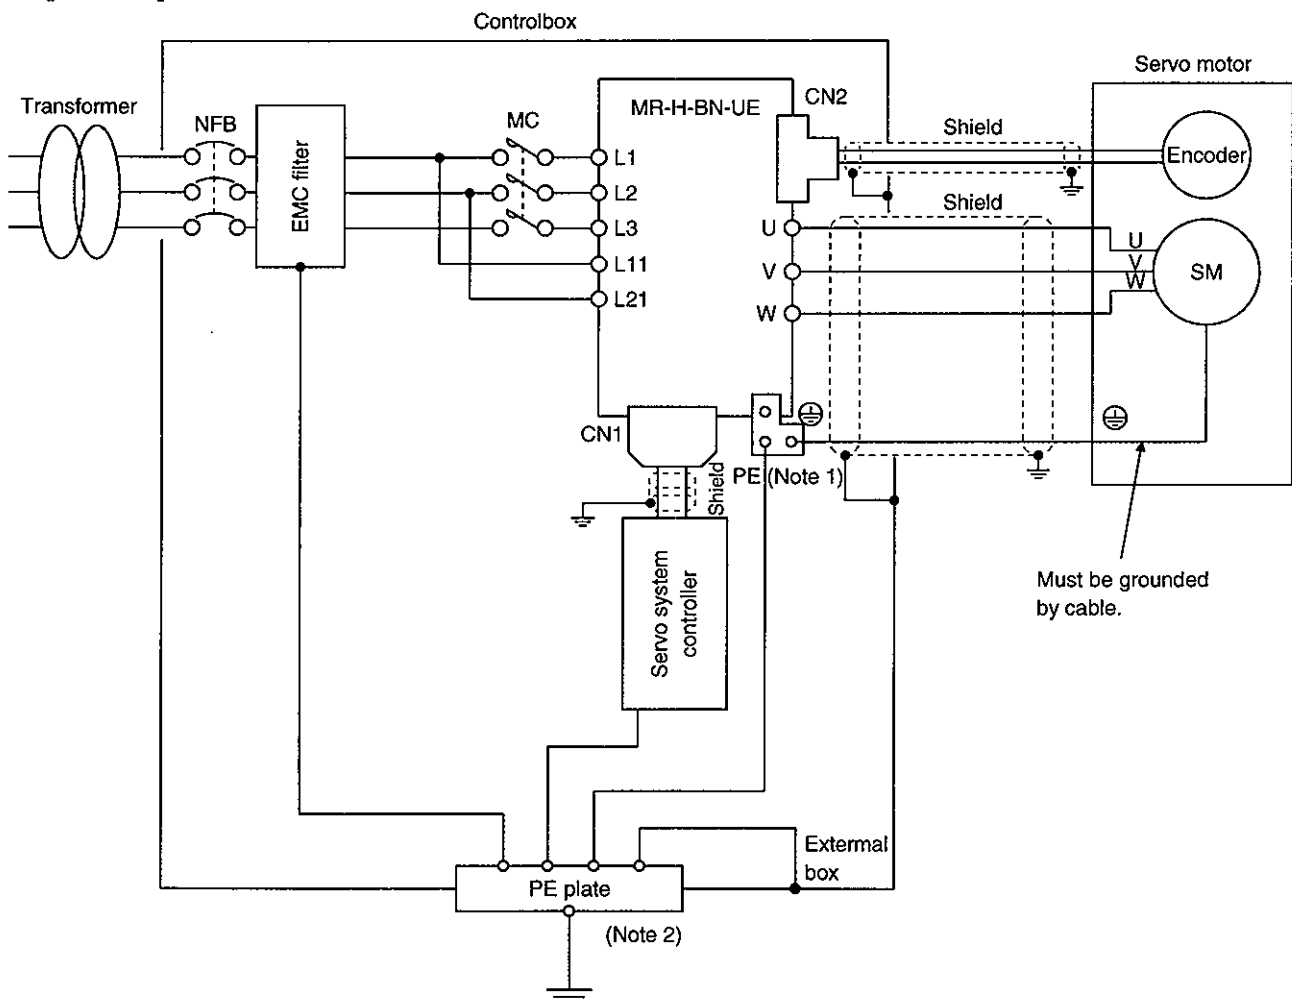 Controlbox
Servo motor
Transformer
NFB
MC
MR-H-BN-UE
CN2
Shield
Encoder
EMC filter
L1
L2
L3
L11
L21
Shield
U
V
W
U
V
W
SM
CN1
Shield
PE (Note 1)
Servo system
controller
Must be grounded
by cable.
Extermal
box
PE plate
(Note 2)